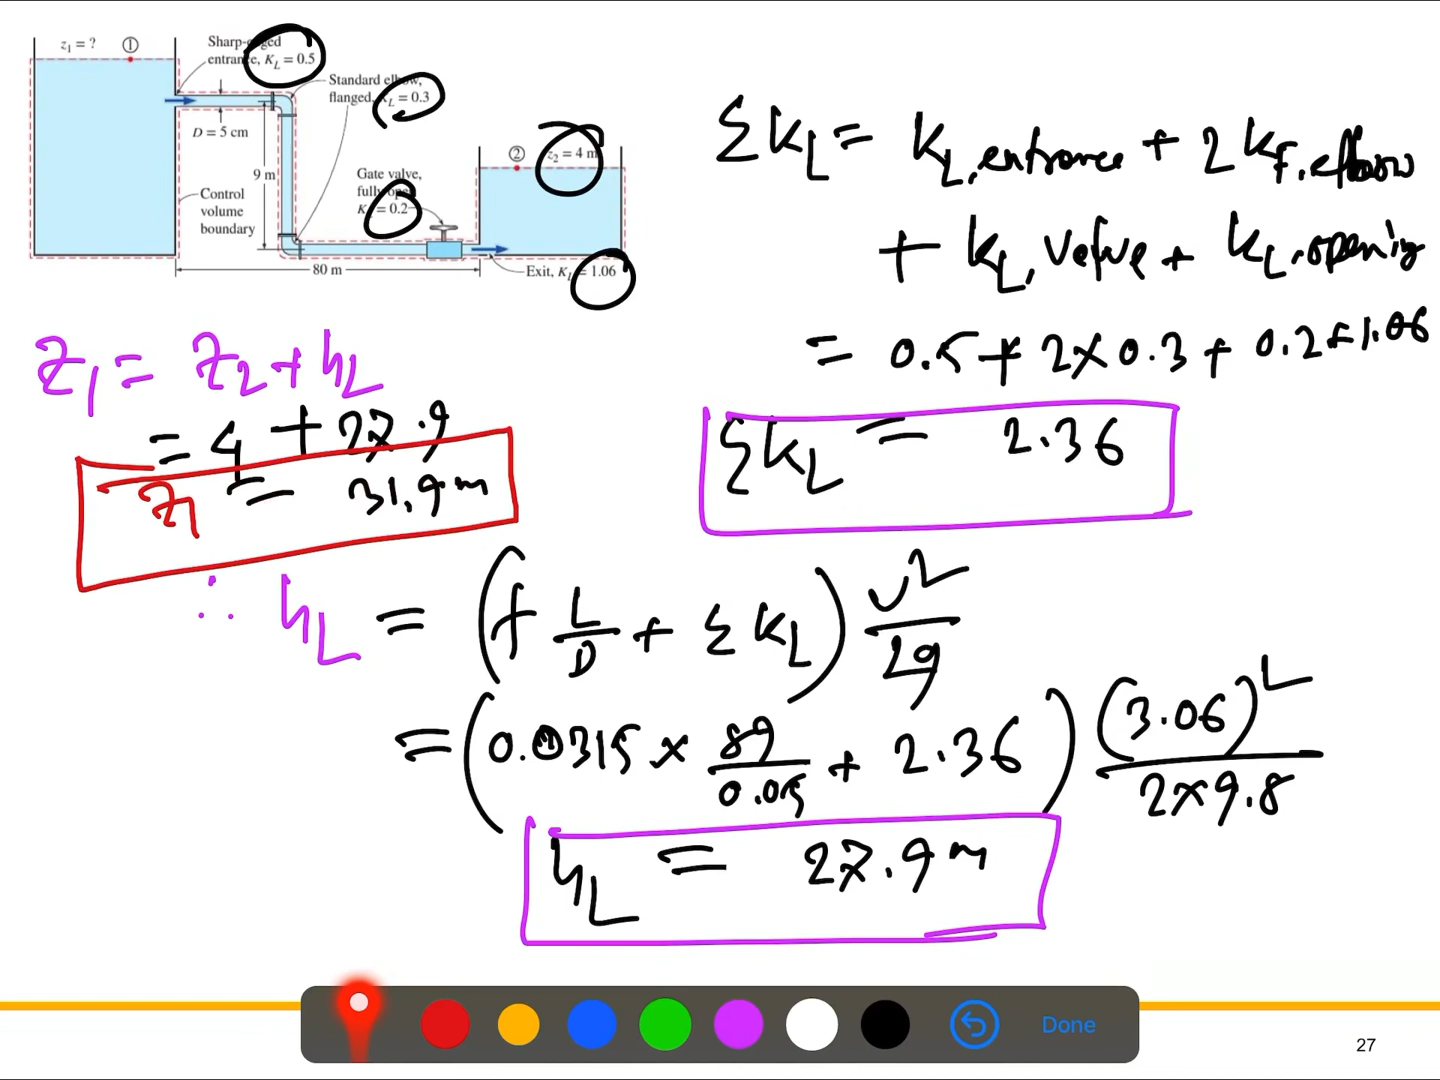 z₁ = ? ①
Sharp-edged
entrance, K_L = 0.5
Standard elbow,
flanged, K_L = 0.3
D = 5 cm
9 m
Control
volume
boundary
Gate valve,
fully open
K_L = 0.2
② z₂ = 4 m
80 m
Exit, K_L = 1.06
ΣK_L = K_L,entrance + 2 K_f,elbow
+ K_L, valve + K_L,opening
= 0.5 + 2×0.3 + 0.2 + 1.06
ΣK_L = 2.36
Z₁ = Z₂ + h_L
= 4 + 27.9
Z₁ = 31.9 m
∴ h_L = (f L/D + ΣK_L) v²/2g
= (0.0315 × 89/0.05 + 2.36) (3.06)²/2×9.8
h_L = 27.9 m
Done
27